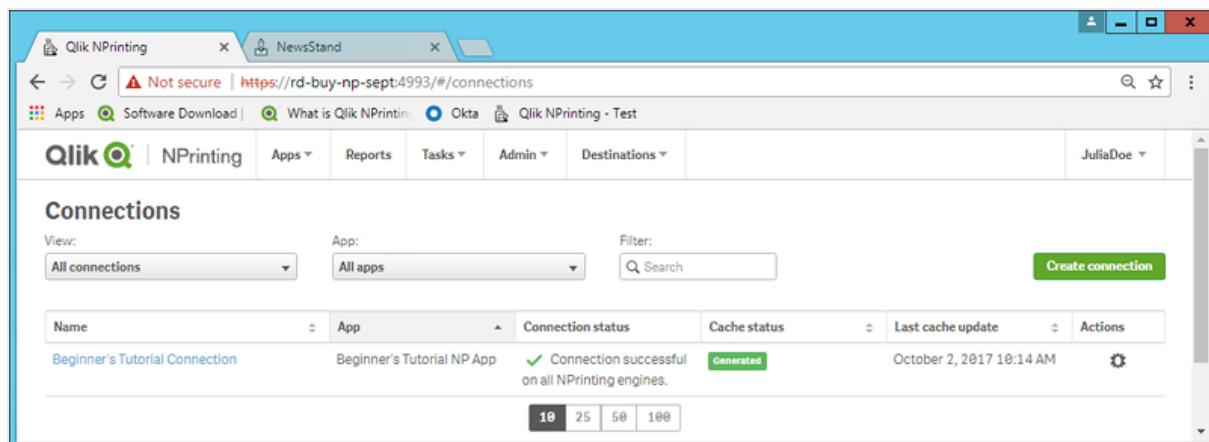 Qlik NPrinting
NewsStand
Not secure | https://rd-buy-np-sept:4993/#/connections
Apps Software Download | What is Qlik NPrintin Okta Qlik NPrinting - Test
Qlik NPrinting Apps Reports Tasks Admin Destinations JuliaDoe
Connections
View: App: Filter:
All connections All apps Search Create connection
Name App Connection status Cache status Last cache update Actions
Beginner's Tutorial Connection Beginner's Tutorial NP App Connection successful Generated October 2, 2017 10:14 AM
on all NPrinting engines.
10 25 50 100